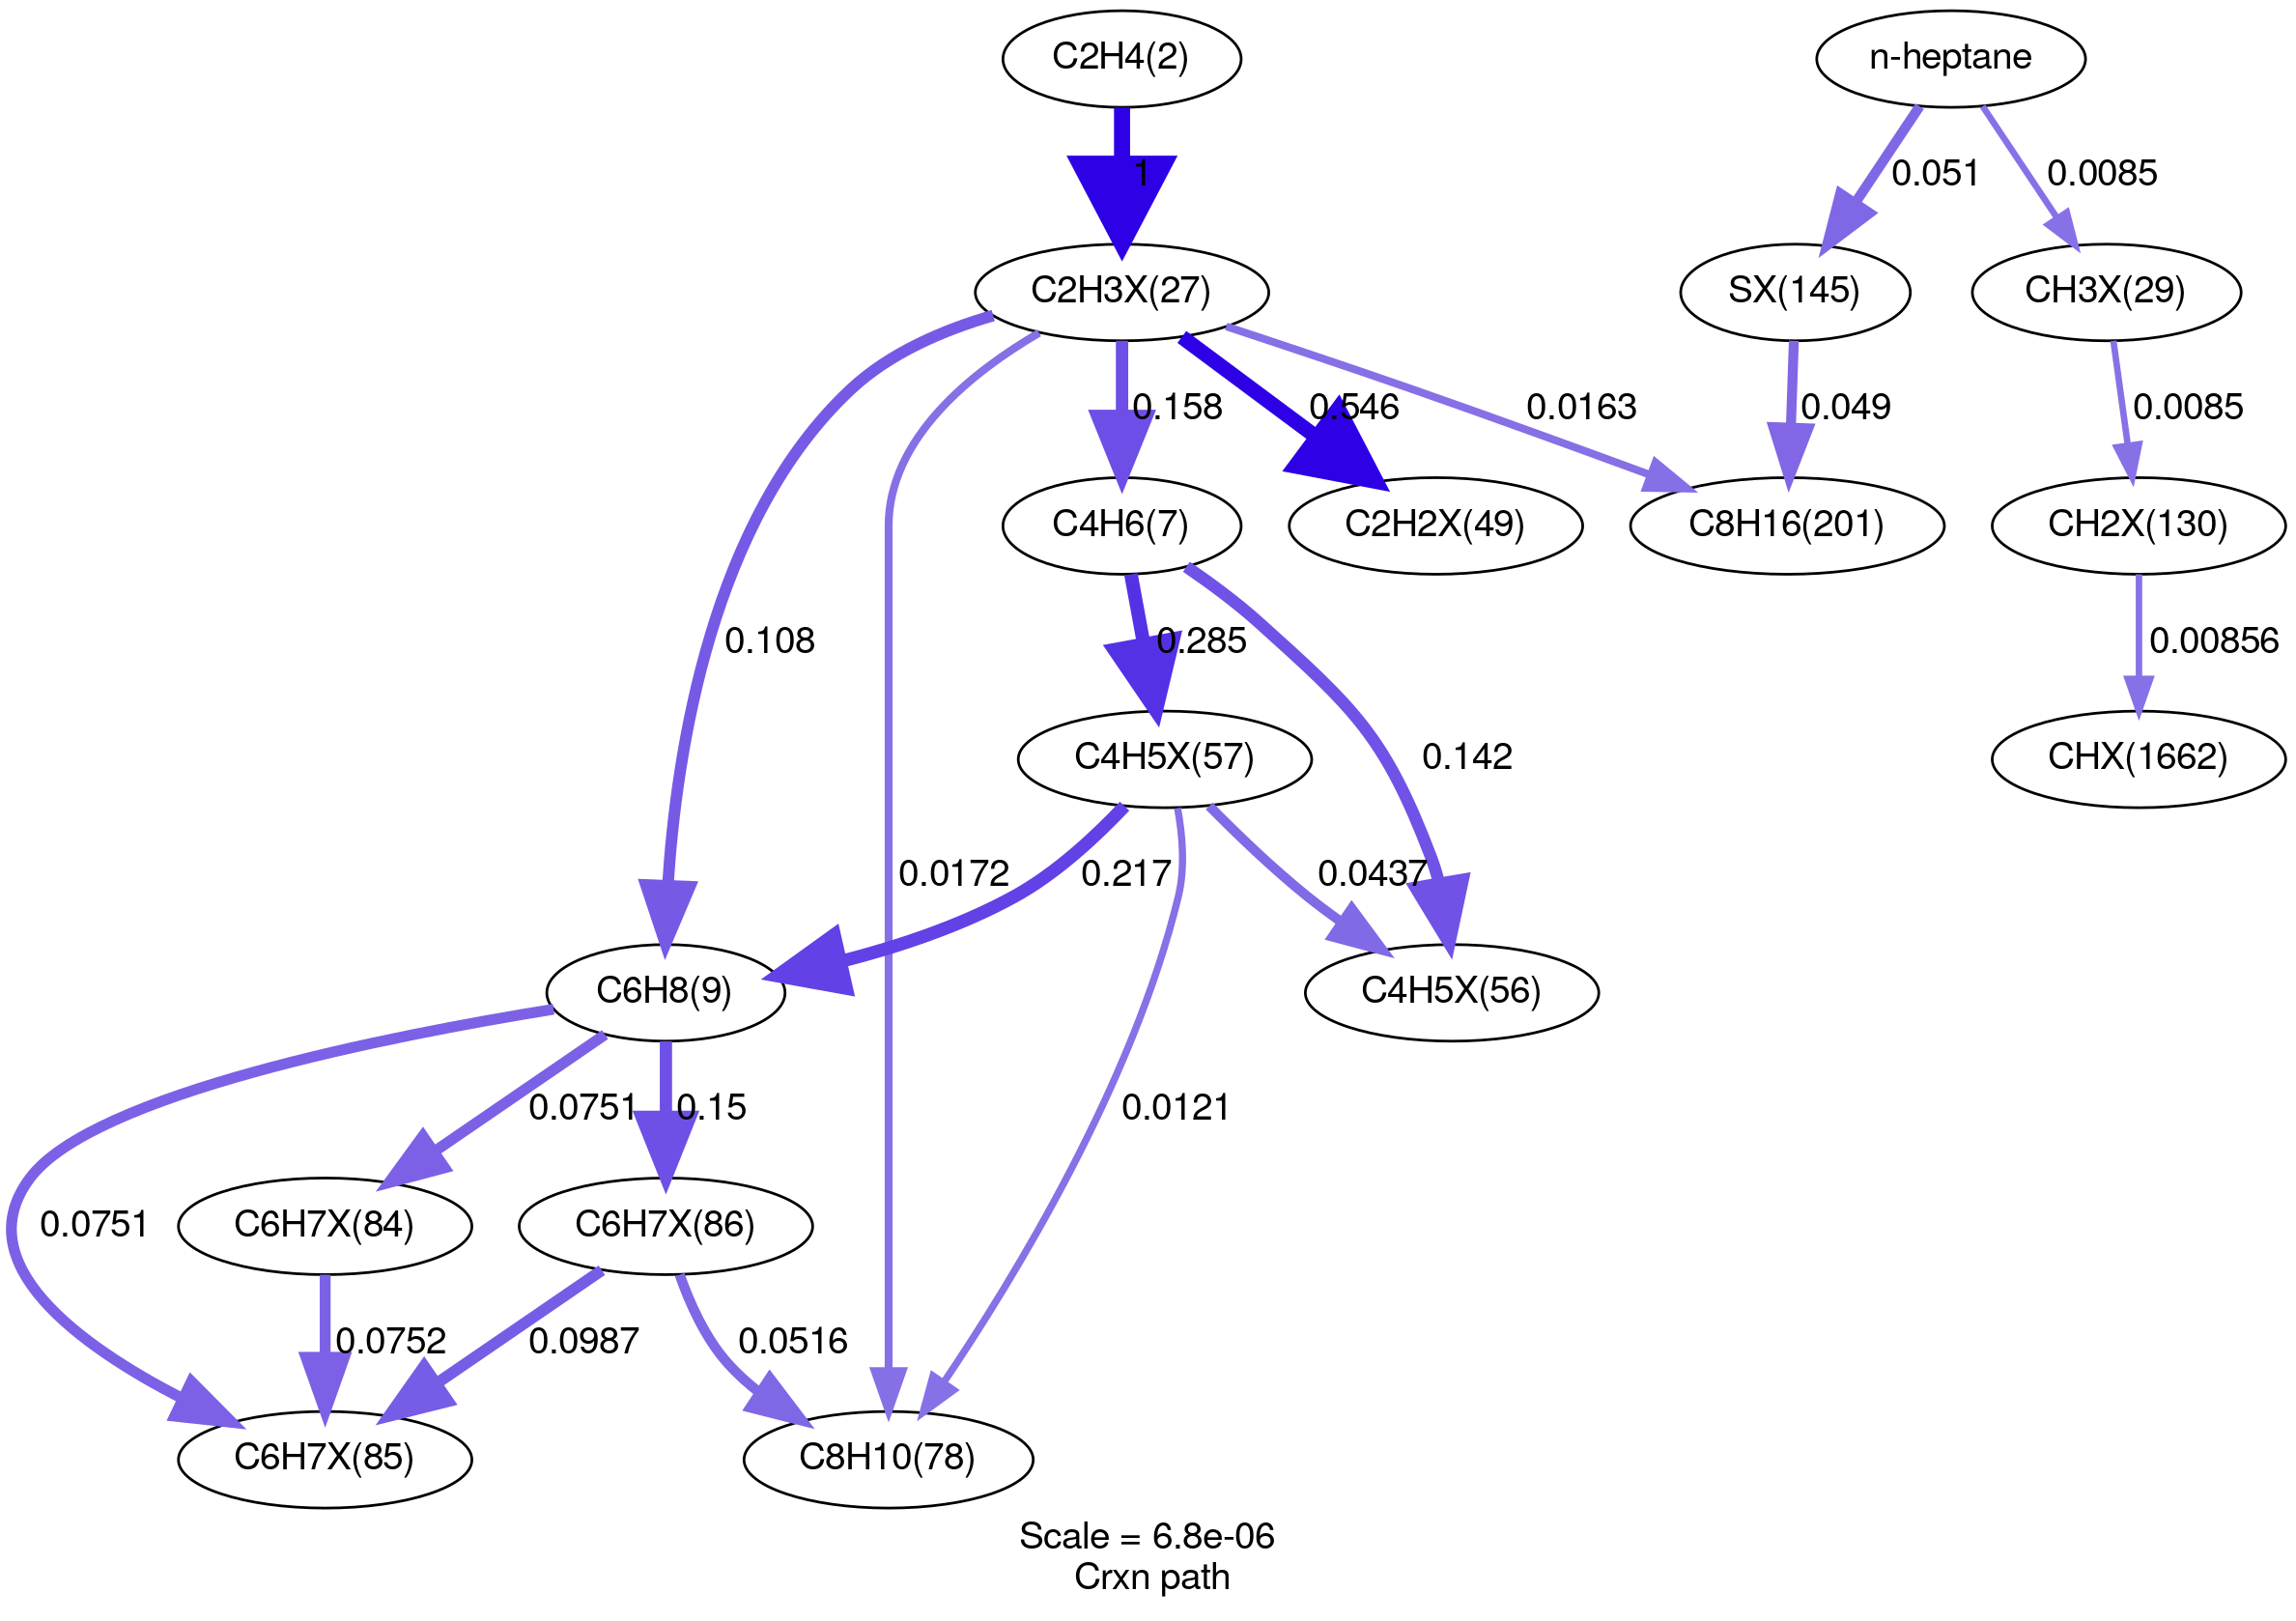 C2H4(2)
n-heptane
1
0.051
0.0085
C2H3X(27)
SX(145)
CH3X(29)
0.158
0.546
0.0163
0.049
0.0085
C4H6(7)
C2H2X(49)
C8H16(201)
CH2X(130)
0.108
0.285
0.00856
C4H5X(57)
0.142
CHX(1662)
0.0172
0.217
0.0437
C6H8(9)
C4H5X(56)
0.0751
0.15
0.0121
0.0751
C6H7X(84)
C6H7X(86)
0.0752
0.0987
0.0516
C6H7X(85)
C8H10(78)
Scale = 6.8e-06
Crxn path